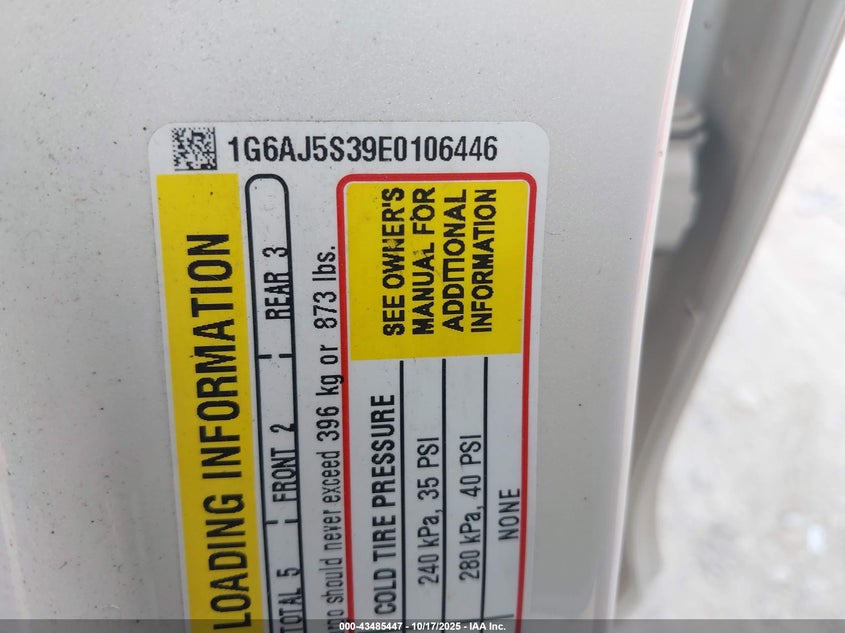 1G6AJ5S39E0106446
LOADING INFORMATION
TOTAL 5 FRONT 2 REAR 3
should never exceed 396 kg or 873 lbs.
SEE OWNER'S
MANUAL FOR
ADDITIONAL
INFORMATION
COLD TIRE PRESSURE
240 kPa, 35 PSI
280 kPa, 40 PSI
NONE
000-43485447 | 10/17/2025 | IAA Inc.